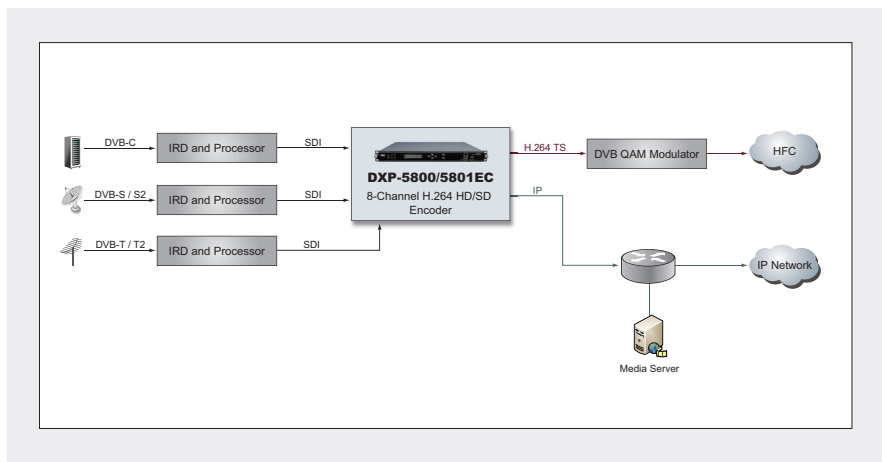 DVB-C
IRD and Processor
SDI
DVB-S / S2
IRD and Processor
SDI
DVB-T / T2
IRD and Processor
SDI
DXP-5800/5801EC
8-Channel H.264 HD/SD
Encoder
H.264 TS
DVB QAM Modulator
HFC
IP
IP Network
Media Server